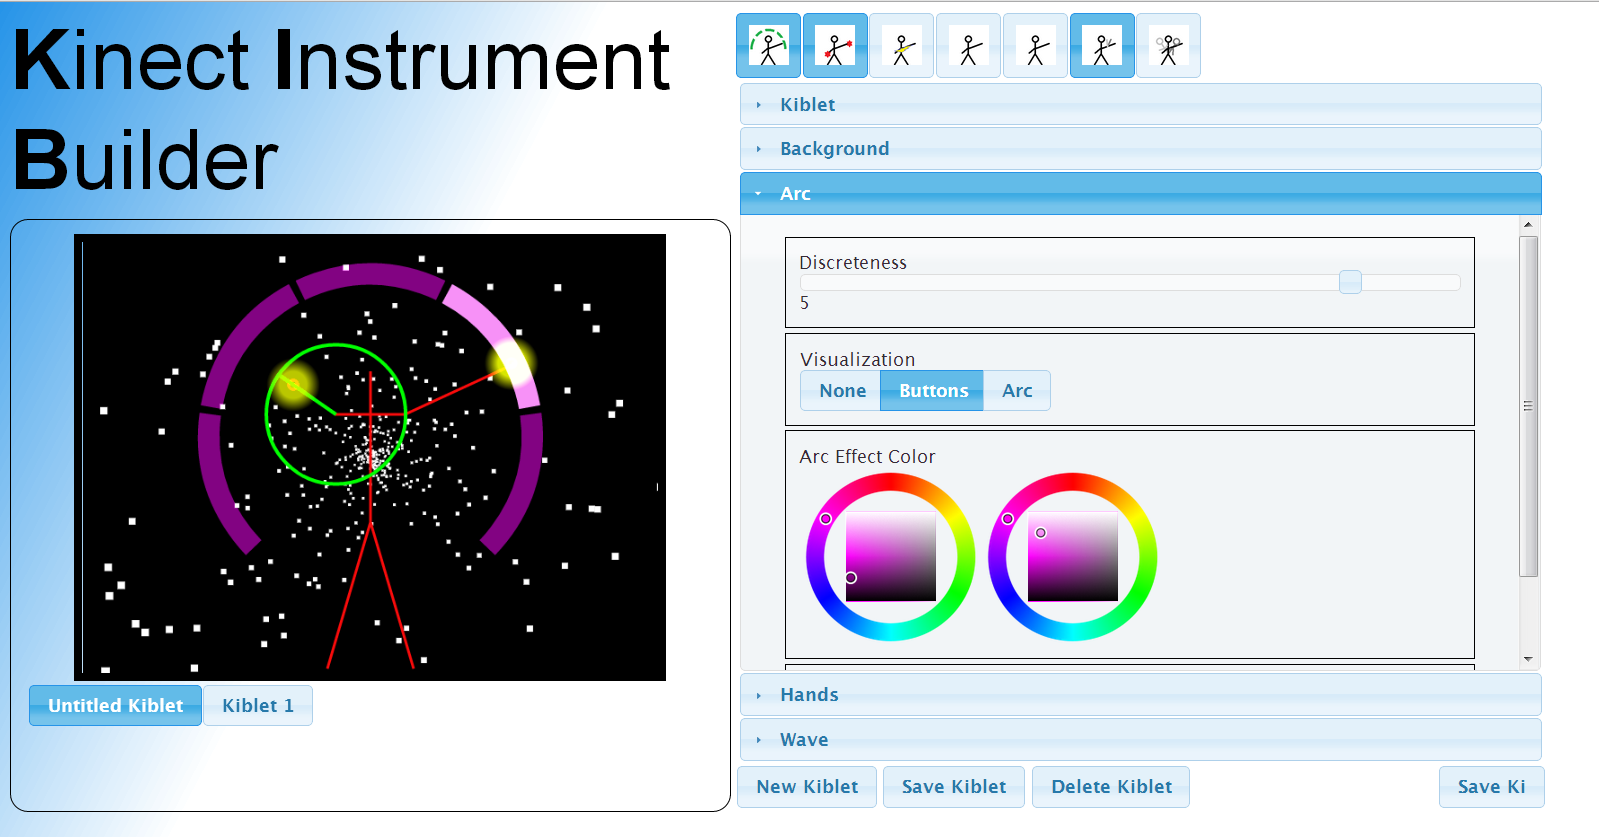 Kinect Instrument
Builder
Untitled Kiblet
Kiblet 1
Kiblet
Background
Arc
Discreteness
5
Visualization
None
Buttons
Arc
Arc Effect Color
Hands
Wave
New Kiblet
Save Kiblet
Delete Kiblet
Save Ki